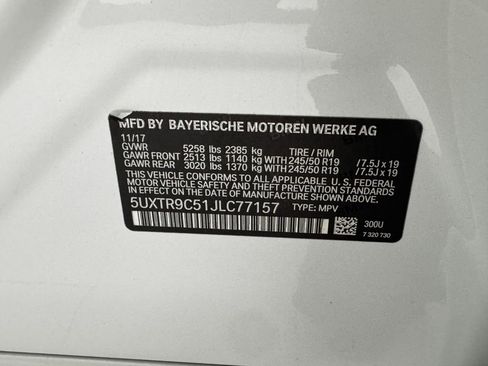 MFD BY BAYERISCHE MOTOREN WERKE AG
11/17
GVWR 5258 lbs 2385 kg TIRE / RIM
GAWR FRONT 2513 lbs 1140 kg WITH 245/50 R19 /7.5J x 19
GAWR REAR 3020 lbs 1370 kg WITH 245/50 R19 /7.5J x 19
THIS VEHICLE CONFORMS TO ALL APPLICABLE U. S. FEDERAL
MOTOR VEHICLE SAFETY AND THEFT PREVENTION STANDARDS
IN EFFECT ON THE DATE OF MANUFACTURE SHOWN ABOVE.
5UXTR9C51JLC77157 TYPE: MPV
300U
7 320 730